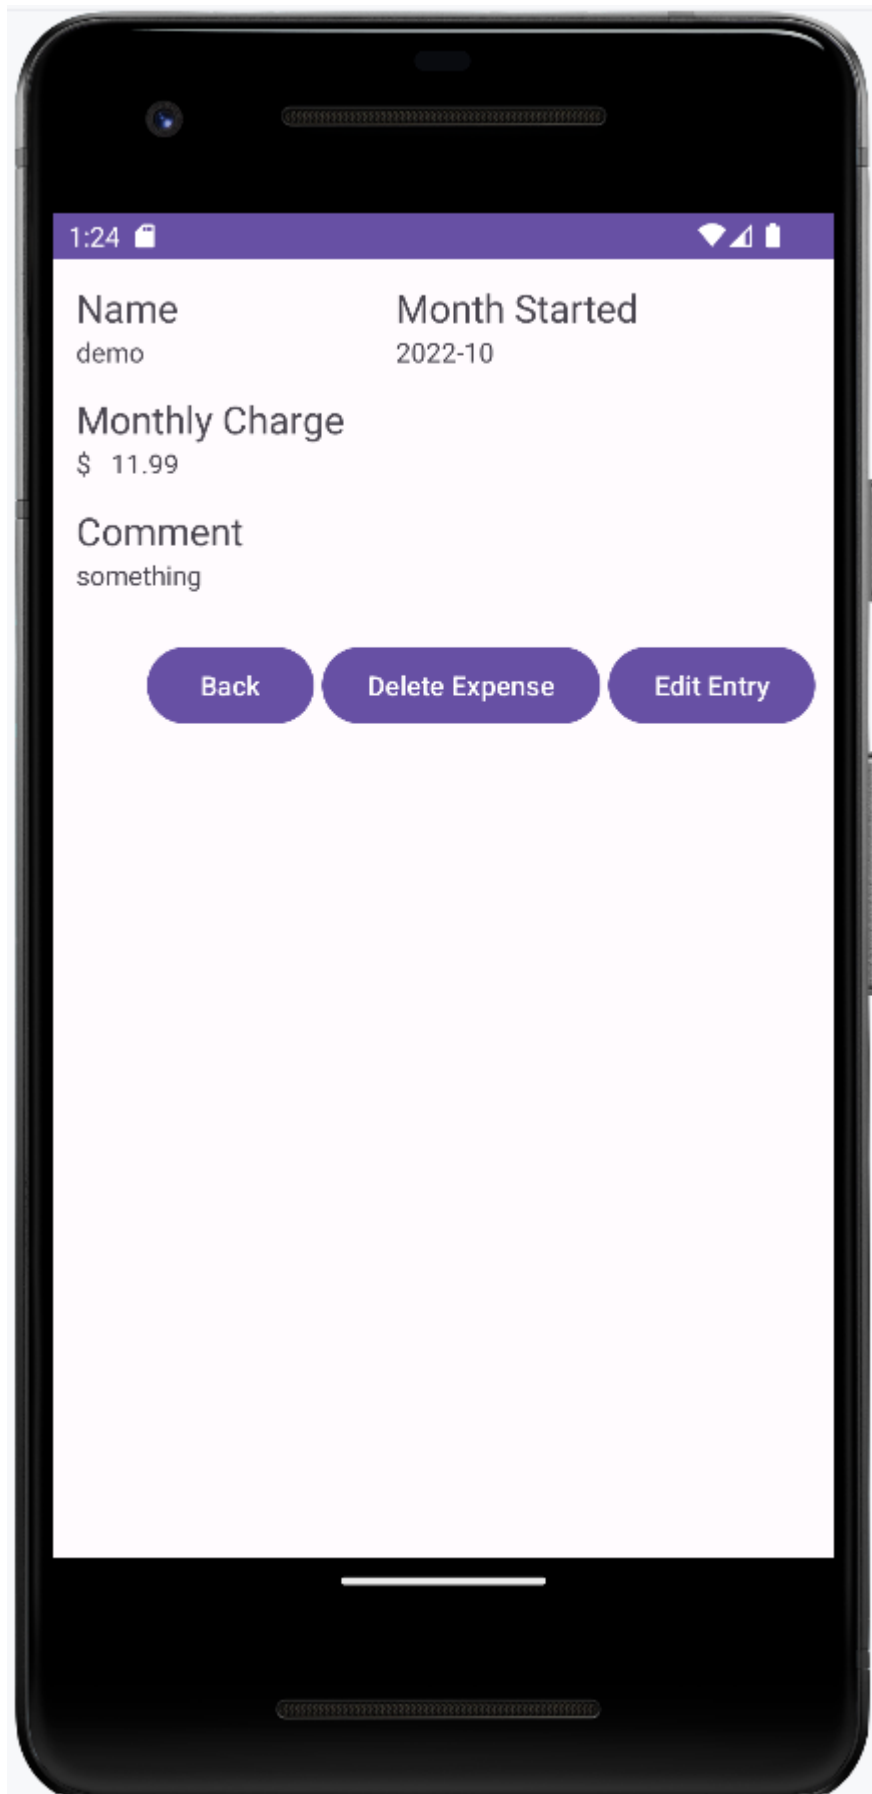 1:24
Name Month Started
demo 2022-10
Monthly Charge
$ 11.99
Comment
something
Back Delete Expense Edit Entry